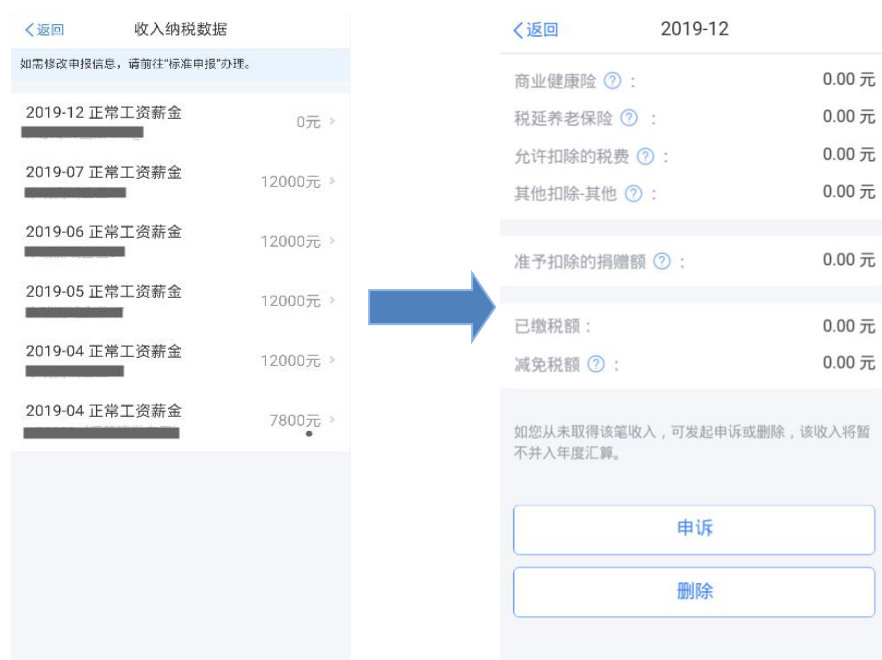 返回 收入纳税数据
如需修改申报信息，请前往“标准申报”办理。
2019-12 正常工资薪金
0元
2019-07 正常工资薪金
12000元
2019-06 正常工资薪金
12000元
2019-05 正常工资薪金
12000元
2019-04 正常工资薪金
12000元
2019-04 正常工资薪金
7800元
返回 2019-12
商业健康险 ? : 0.00 元
税延养老保险 ? : 0.00 元
允许扣除的税费 ? : 0.00 元
其他扣除-其他 ? : 0.00 元
准予扣除的捐赠额 ? : 0.00 元
已缴税额 : 0.00 元
减免税额 ? : 0.00 元
如您从未取得该笔收入，可发起申诉或删除，该收入将暂
不并入年度汇算。
申诉
删除